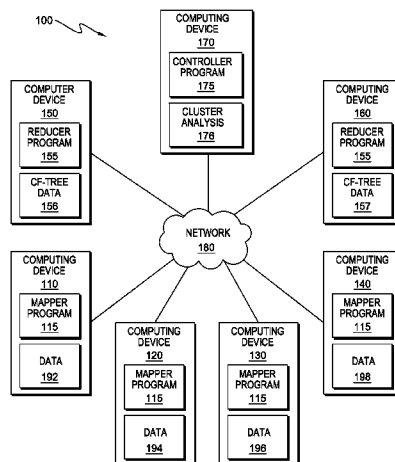 100
COMPUTING
DEVICE
170
CONTROLLER
PROGRAM
175
CLUSTER
ANALYSIS
176
COMPUTER
DEVICE
150
REDUCER
PROGRAM
155
CF-TREE
DATA
156
COMPUTING
DEVICE
160
REDUCER
PROGRAM
155
CF-TREE
DATA
157
NETWORK
180
COMPUTING
DEVICE
110
MAPPER
PROGRAM
115
DATA
192
COMPUTING
DEVICE
120
MAPPER
PROGRAM
115
DATA
194
COMPUTING
DEVICE
130
MAPPER
PROGRAM
115
DATA
196
COMPUTING
DEVICE
140
MAPPER
PROGRAM
115
DATA
198